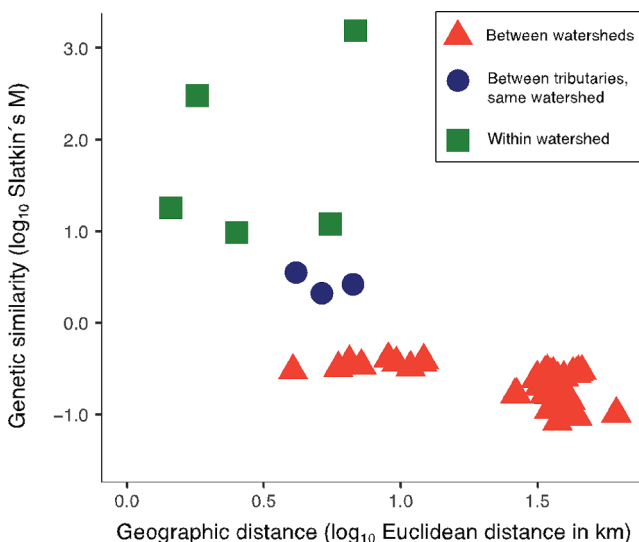 Between watersheds
Between tributaries,
same watershed
Within watershed
Genetic similarity (log₁₀ Slatkin´s M)
3.0
2.0
1.0
0.0
−1.0
0.0
0.5
1.0
1.5
Geographic distance (log₁₀ Euclidean distance in km)